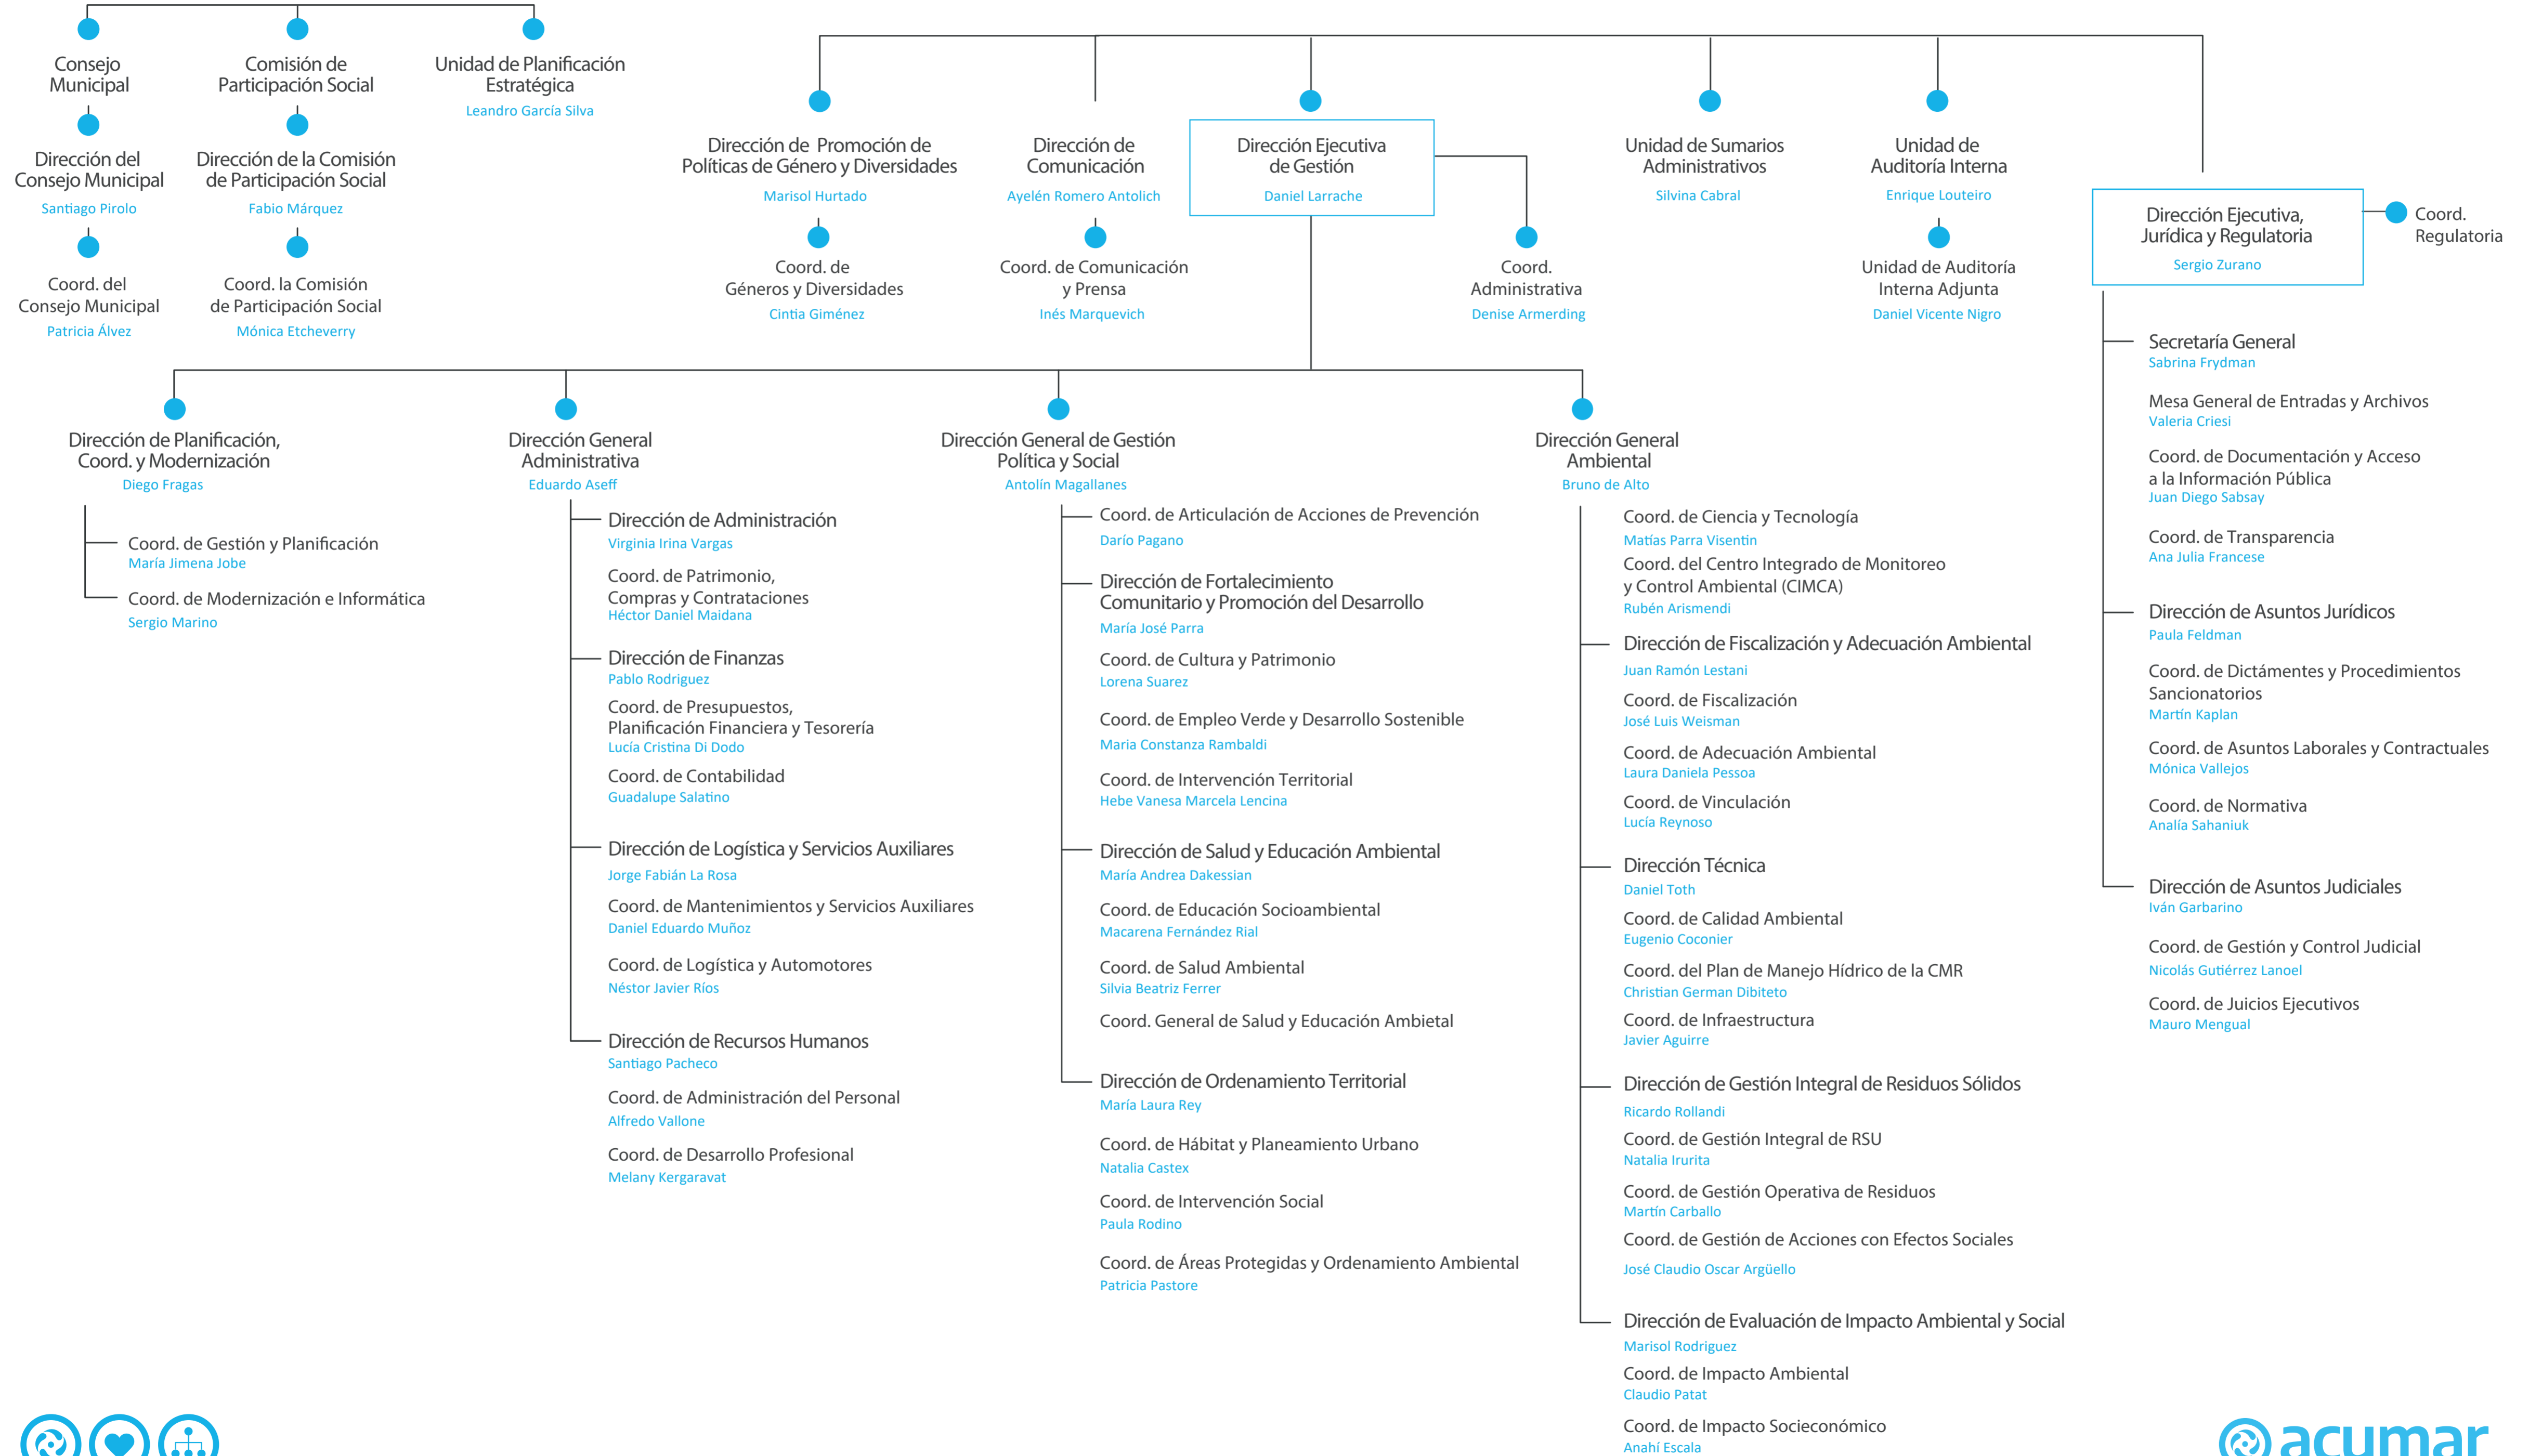 Consejo
Municipal
Dirección del
Consejo Municipal
Santiago Pirolo
Coord. del
Consejo Municipal
Patricia Álvez
Comisión de
Participación Social
Dirección de la Comisión
de Participación Social
Fabio Márquez
Coord. la Comisión
de Participación Social
Mónica Etcheverry
Unidad de Planificación
Estratégica
Leandro García Silva
Dirección de Promoción de
Políticas de Género y Diversidades
Marisol Hurtado
Coord. de
Géneros y Diversidades
Cintia Giménez
Dirección de
Comunicación
Ayelén Romero Antolich
Coord. de Comunicación
y Prensa
Inés Marquevich
Dirección Ejecutiva
de Gestión
Daniel Larrache
Coord.
Administrativa
Denise Armerding
Unidad de Sumarios
Administrativos
Silvina Cabral
Unidad de
Auditoría Interna
Enrique Louteiro
Unidad de Auditoría
Interna Adjunta
Daniel Vicente Nigro
Dirección Ejecutiva,
Jurídica y Regulatoria
Sergio Zurano
Coord.
Regulatoria
Secretaría General
Sabrina Frydman
Mesa General de Entradas y Archivos
Valeria Criesi
Coord. de Documentación y Acceso
a la Información Pública
Juan Diego Sabsay
Coord. de Transparencia
Ana Julia Francese
Dirección de Asuntos Jurídicos
Paula Feldman
Coord. de Dictámentes y Procedimientos
Sancionatorios
Martín Kaplan
Coord. de Asuntos Laborales y Contractuales
Mónica Vallejos
Coord. de Normativa
Analía Sahaniuk
Dirección de Asuntos Judiciales
Iván Garbarino
Coord. de Gestión y Control Judicial
Nicolás Gutiérrez Lanoel
Coord. de Juicios Ejecutivos
Mauro Mengual
Dirección de Planificación,
Coord. y Modernización
Diego Fragas
Coord. de Gestión y Planificación
María Jimena Jobe
Coord. de Modernización e Informática
Sergio Marino
Dirección General
Administrativa
Eduardo Aseff
Dirección de Administración
Virginia Irina Vargas
Coord. de Patrimonio,
Compras y Contrataciones
Héctor Daniel Maidana
Dirección de Finanzas
Pablo Rodriguez
Coord. de Presupuestos,
Planificación Financiera y Tesorería
Lucía Cristina Di Dodo
Coord. de Contabilidad
Guadalupe Salatino
Dirección de Logística y Servicios Auxiliares
Jorge Fabián La Rosa
Coord. de Mantenimientos y Servicios Auxiliares
Daniel Eduardo Muñoz
Coord. de Logística y Automotores
Néstor Javier Ríos
Dirección de Recursos Humanos
Santiago Pacheco
Coord. de Administración del Personal
Alfredo Vallone
Coord. de Desarrollo Profesional
Melany Kergaravat
Dirección General de Gestión
Política y Social
Antolín Magallanes
Coord. de Articulación de Acciones de Prevención
Darío Pagano
Dirección de Fortalecimiento
Comunitario y Promoción del Desarrollo
María José Parra
Coord. de Cultura y Patrimonio
Lorena Suarez
Coord. de Empleo Verde y Desarrollo Sostenible
Maria Constanza Rambaldi
Coord. de Intervención Territorial
Hebe Vanesa Marcela Lencina
Dirección de Salud y Educación Ambiental
María Andrea Dakessian
Coord. de Educación Socioambiental
Macarena Fernández Rial
Coord. de Salud Ambiental
Silvia Beatriz Ferrer
Coord. General de Salud y Educación Ambietal
Dirección de Ordenamiento Territorial
María Laura Rey
Coord. de Hábitat y Planeamiento Urbano
Natalia Castex
Coord. de Intervención Social
Paula Rodino
Coord. de Áreas Protegidas y Ordenamiento Ambiental
Patricia Pastore
Dirección General
Ambiental
Bruno de Alto
Coord. de Ciencia y Tecnología
Matías Parra Visentin
Coord. del Centro Integrado de Monitoreo
y Control Ambiental (CIMCA)
Rubén Arismendi
Dirección de Fiscalización y Adecuación Ambiental
Juan Ramón Lestani
Coord. de Fiscalización
José Luis Weisman
Coord. de Adecuación Ambiental
Laura Daniela Pessoa
Coord. de Vinculación
Lucía Reynoso
Dirección Técnica
Daniel Toth
Coord. de Calidad Ambiental
Eugenio Coconier
Coord. del Plan de Manejo Hídrico de la CMR
Christian German Dibiteto
Coord. de Infraestructura
Javier Aguirre
Dirección de Gestión Integral de Residuos Sólidos
Ricardo Rollandi
Coord. de Gestión Integral de RSU
Natalia Irurita
Coord. de Gestión Operativa de Residuos
Martín Carballo
Coord. de Gestión de Acciones con Efectos Sociales
José Claudio Oscar Argüello
Dirección de Evaluación de Impacto Ambiental y Social
Marisol Rodriguez
Coord. de Impacto Ambiental
Claudio Patat
Coord. de Impacto Socieconómico
Anahí Escala
acumar